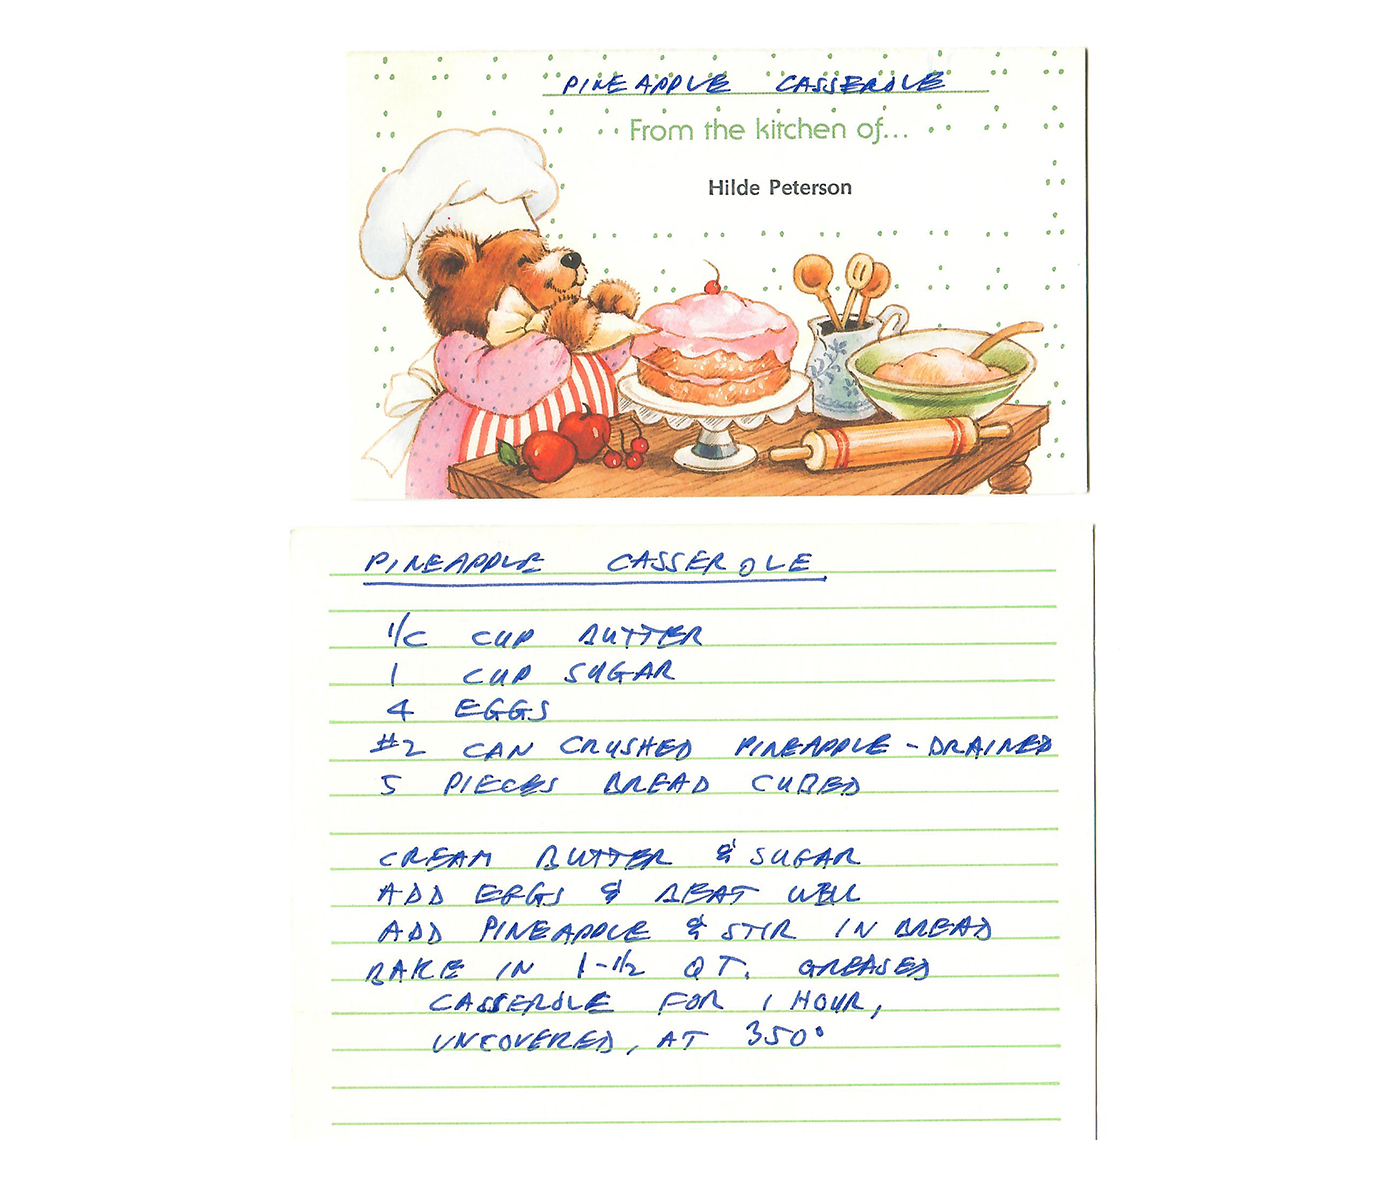 PINEAPPLE CASSEROLE
From the kitchen of...
Hilde Peterson
PINEAPPLE CASSEROLE
1/C CUP BUTTER
1 CUP SUGAR
4 EGGS
#2 CAN CRUSHED PINEAPPLE - DRAINED
5 PIECES BREAD CUBED
CREAM BUTTER & SUGAR
ADD EGGS & BEAT WELL
ADD PINEAPPLE & STIR IN BREAD
BAKE IN 1-1/2 QT. GREASED
CASSEROLE FOR 1 HOUR,
UNCOVERED, AT 350°